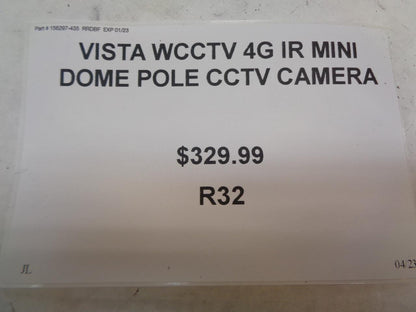 Part # 156297-435 RRDBF EXP 01/23
VISTA WCCTV 4G IR MINI
DOME POLE CCTV CAMERA
$329.99
R32
JL
04/23